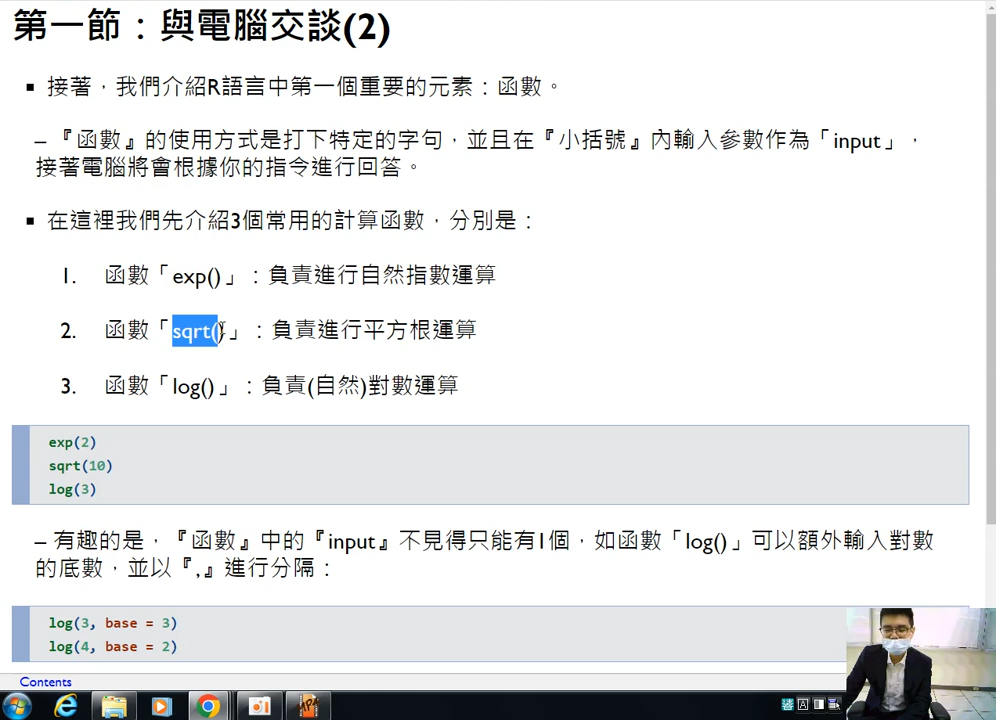 第一節：與電腦交談(2)
▪ 接著，我們介紹R語言中第一個重要的元素：函數。
– 『函數』的使用方式是打下特定的字句，並且在『小括號』內輸入參數作為「input」，
接著電腦將會根據你的指令進行回答。
▪ 在這裡我們先介紹3個常用的計算函數，分別是：
1. 函數「exp()」：負責進行自然指數運算
2. 函數「sqrt()」：負責進行平方根運算
3. 函數「log()」：負責(自然)對數運算
exp(2)
sqrt(10)
log(3)
– 有趣的是，『函數』中的『input』不見得只能有1個，如函數「log()」可以額外輸入對數
的底數，並以『,』進行分隔：
log(3, base = 3)
log(4, base = 2)
Contents